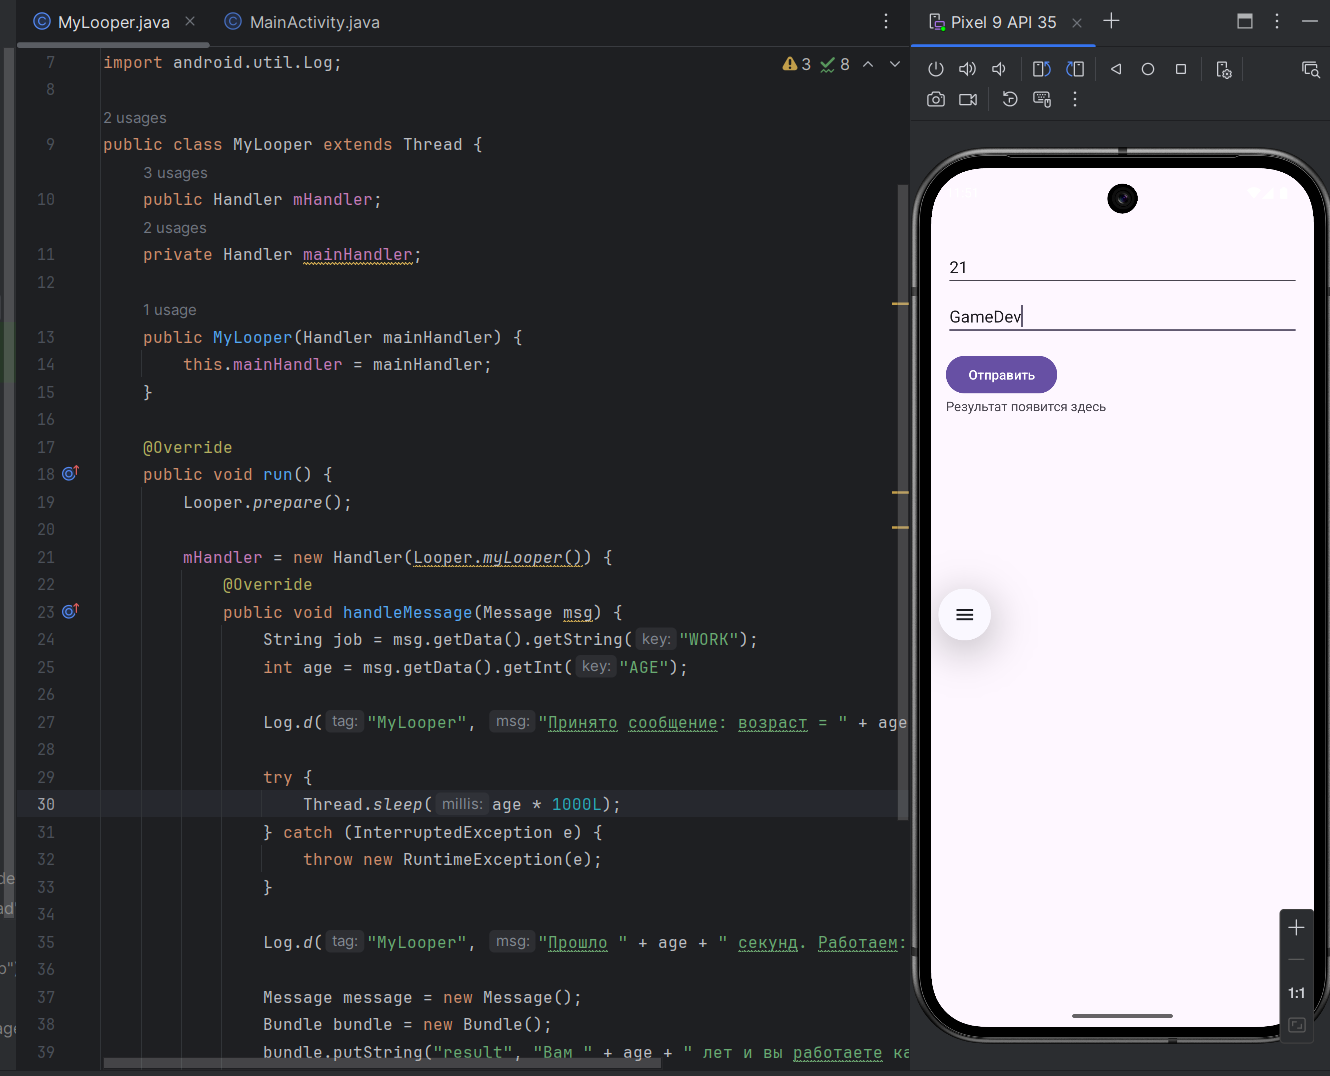 MyLooper.java
MainActivity.java
3 8
7 import android.util.Log;
8
2 usages
9 public class MyLooper extends Thread {
3 usages
10 public Handler mHandler;
2 usages
11 private Handler mainHandler;
12
1 usage
13 public MyLooper(Handler mainHandler) {
14 this.mainHandler = mainHandler;
15 }
16
17 @Override
18 public void run() {
19 Looper.prepare();
20
21 mHandler = new Handler(Looper.myLooper()) {
22 @Override
23 public void handleMessage(Message msg) {
24 String job = msg.getData().getString( key: "WORK");
25 int age = msg.getData().getInt( key: "AGE");
26
27 Log.d( tag: "MyLooper", msg: "Принято сообщение: возраст = " + age
28
29 try {
30 Thread.sleep( millis: age * 1000L);
31 } catch (InterruptedException e) {
32 throw new RuntimeException(e);
33 }
34
35 Log.d( tag: "MyLooper", msg: "Прошло " + age + " секунд. Работаем:
36
37 Message message = new Message();
38 Bundle bundle = new Bundle();
39 bundle.putString("result", "Вам " + age + " лет и вы работаете ка
Pixel 9 API 35
21
GameDev
Отправить
Результат появится здесь
1:1